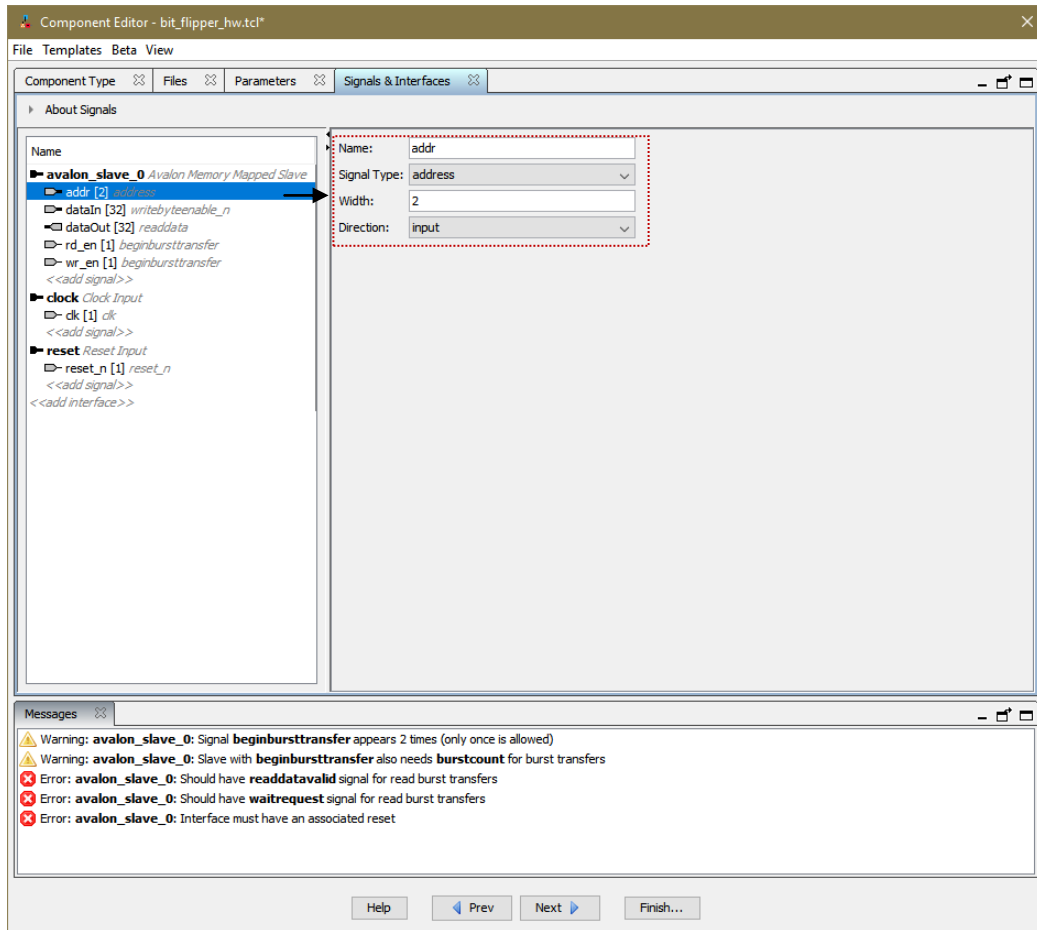 Component Editor - bit_flipper_hw.tcl*
File Templates Beta View
Component Type Files Parameters Signals & Interfaces
About Signals
Name
avalon_slave_0 Avalon Memory Mapped Slave
addr [2] address
dataIn [32] writebyteenable_n
dataOut [32] readdata
rd_en [1] beginbursttransfer
wr_en [1] beginbursttransfer
<<add signal>>
clock Clock Input
clk [1] clk
<<add signal>>
reset Reset Input
reset_n [1] reset_n
<<add signal>>
<<add interface>>
Name: addr
Signal Type: address
Width: 2
Direction: input
Messages
Warning: avalon_slave_0: Signal beginbursttransfer appears 2 times (only once is allowed)
Warning: avalon_slave_0: Slave with beginbursttransfer also needs burstcount for burst transfers
Error: avalon_slave_0: Should have readdatavalid signal for read burst transfers
Error: avalon_slave_0: Should have waitrequest signal for read burst transfers
Error: avalon_slave_0: Interface must have an associated reset
Help Prev Next Finish...